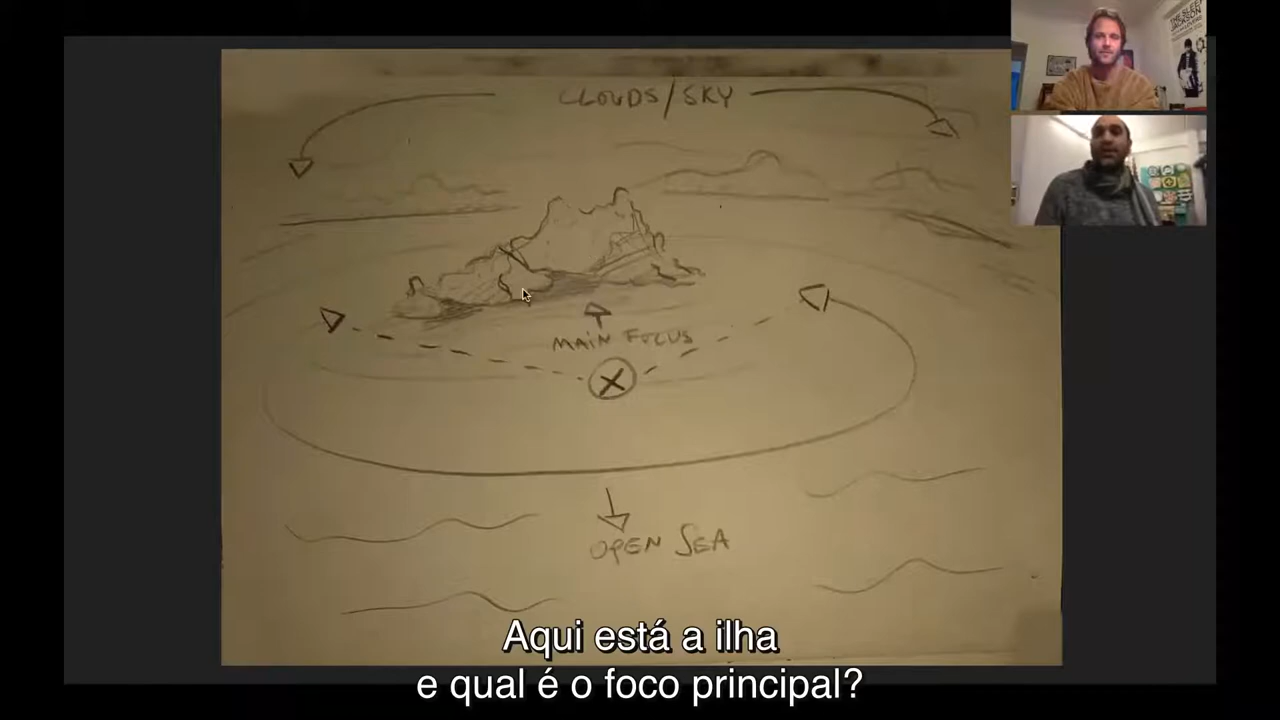 CLOUDS/SKY
MAIN FOCUS
X
OPEN SEA
Aqui está a ilha
e qual é o foco principal?